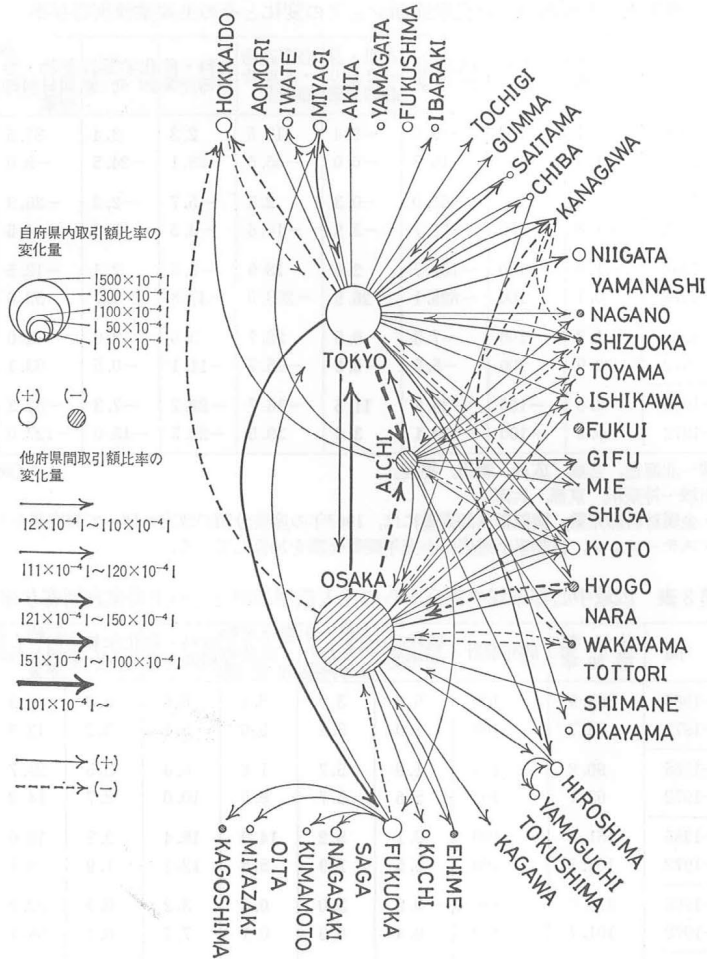 HOKKAIDO
AOMORI
IWATE
MIYAGI
AKITA
YAMAGATA
FUKUSHIMA
IBARAKI
TOCHIGI
GUMMA
SAITAMA
CHIBA
KANAGAWA
NIIGATA
YAMANASHI
NAGANO
SHIZUOKA
TOYAMA
ISHIKAWA
FUKUI
GIFU
MIE
SHIGA
KYOTO
HYOGO
NARA
WAKAYAMA
TOTTORI
SHIMANE
OKAYAMA
HIROSHIMA
YAMAGUCHI
TOKUSHIMA
KAGAWA
EHIME
KOCHI
FUKUOKA
SAGA
NAGASAKI
KUMAMOTO
OITA
MIYAZAKI
KAGOSHIMA
TOKYO
AICHI
OSAKA
自府県内取引額比率の
変化量
|500×10⁻⁴|
|300×10⁻⁴|
|100×10⁻⁴|
| 50×10⁻⁴|
| 10×10⁻⁴|
(+) (−)
他府県間取引額比率の
変化量
|2×10⁻⁴|~|10×10⁻⁴|
|11×10⁻⁴|~|20×10⁻⁴|
|21×10⁻⁴|~|50×10⁻⁴|
|51×10⁻⁴|~|100×10⁻⁴|
|101×10⁻⁴|~
(+)
(−)